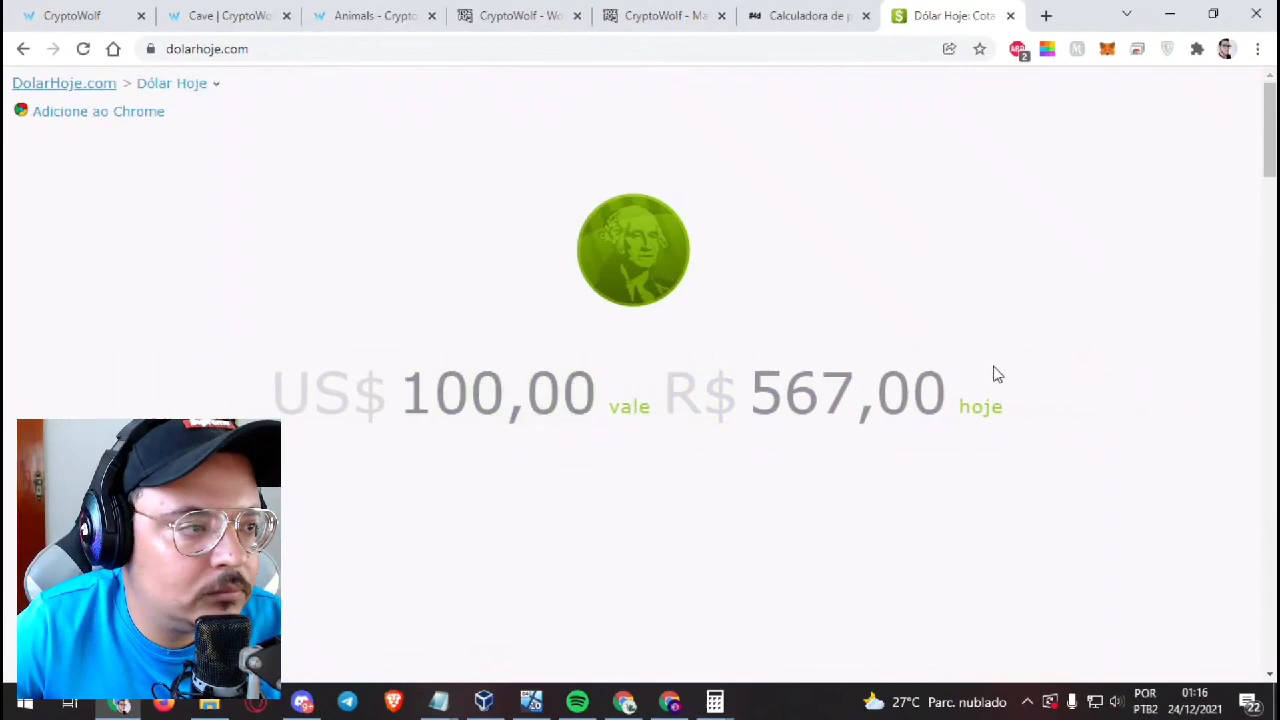 CryptoWolf
Cave | CryptoWo
Animals - Crypto
CryptoWolf - Wo
CryptoWolf - Ma
Calculadora de p
Dólar Hoje: Cota
dolarhoje.com
2
DolarHoje.com > Dólar Hoje
Adicione ao Chrome
US$ 100,00 vale R$ 567,00 hoje
27°C Parc. nublado
POR
PTB2
01:16
24/12/2021
22